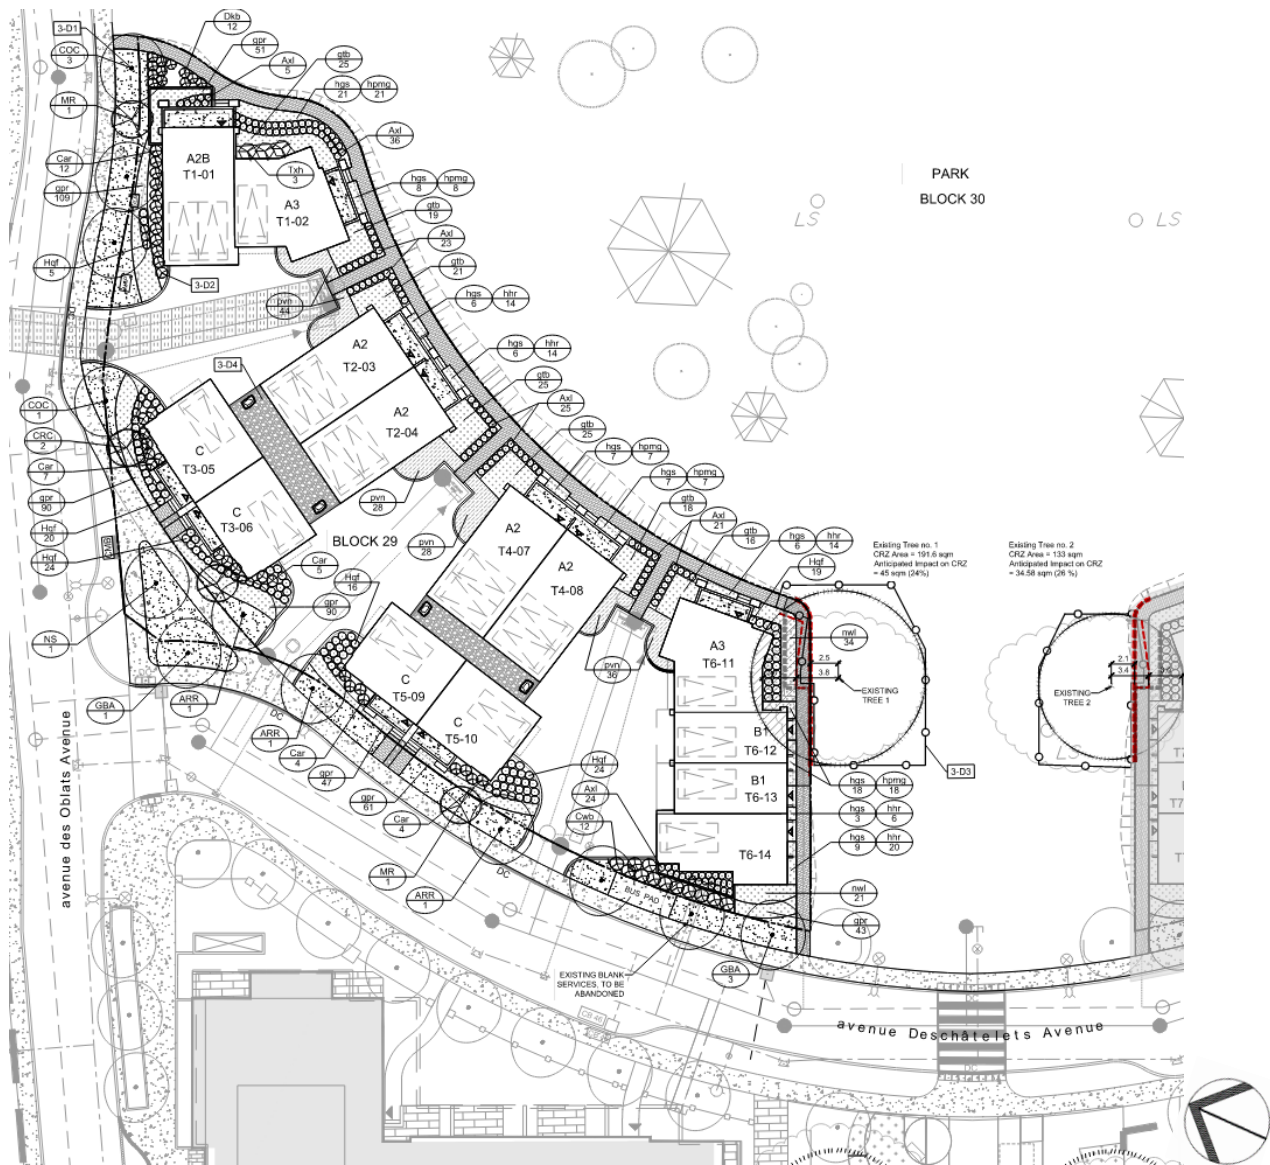 3-D1
Dkb
12
COC
3
gpr
51
Axl
5
gtb
25
hgs
21
hpmg
21
MR
1
Axl
36
Car
12
A2B
T1-01
Txh
3
gpr
109
A3
T1-02
hgs
8
hpmg
8
PARK
BLOCK 30
LS
LS
gtb
19
Axl
23
Hqf
5
3-D2
gtb
21
pvn
44
hgs
6
hhr
14
A2
T2-03
3-D4
hgs
6
hhr
14
gtb
25
COC
1
A2
T2-04
Axl
25
CRC
2
gtb
25
C
T3-05
Car
7
hgs
7
hpmg
7
hgs
7
hpmg
7
gpr
90
pvn
28
gtb
18
C
T3-06
Axl
21
Hqf
20
BLOCK 29
A2
T4-07
pvn
28
gtb
16
hgs
6
hhr
14
Hqf
24
Car
5
Hqf
16
A2
T4-08
Hqf
19
Existing Tree no. 1
CRZ Area = 191.6 sqm
Anticipated Impact on CRZ
= 45 sqm (24%)
Existing Tree no. 2
CRZ Area = 133 sqm
Anticipated Impact on CRZ
= 34.58 sqm (26 %)
gpr
90
NS
1
nwl
34
A3
T6-11
pvn
36
2.5
3.8
EXISTING
TREE 1
2.1
3.4
EXISTING
TREE 2
C
T5-09
GBA
1
ARR
1
C
T5-10
B1
T6-12
ARR
1
DC
Car
4
gpr
47
Hqf
24
B1
T6-13
3-D3
hgs
18
hpmg
18
gpr
61
Axl
24
hgs
3
hhr
6
Car
4
Cwb
12
hgs
9
hhr
20
T6-14
MR
1
DC
ARR
1
BUS PAD
nwl
21
gpr
43
GBA
3
EXISTING BLANK
SERVICES, TO BE
ABANDONED
avenue des Oblats Avenue
CB 46
avenue Deschâtelets Avenue
DC
DC